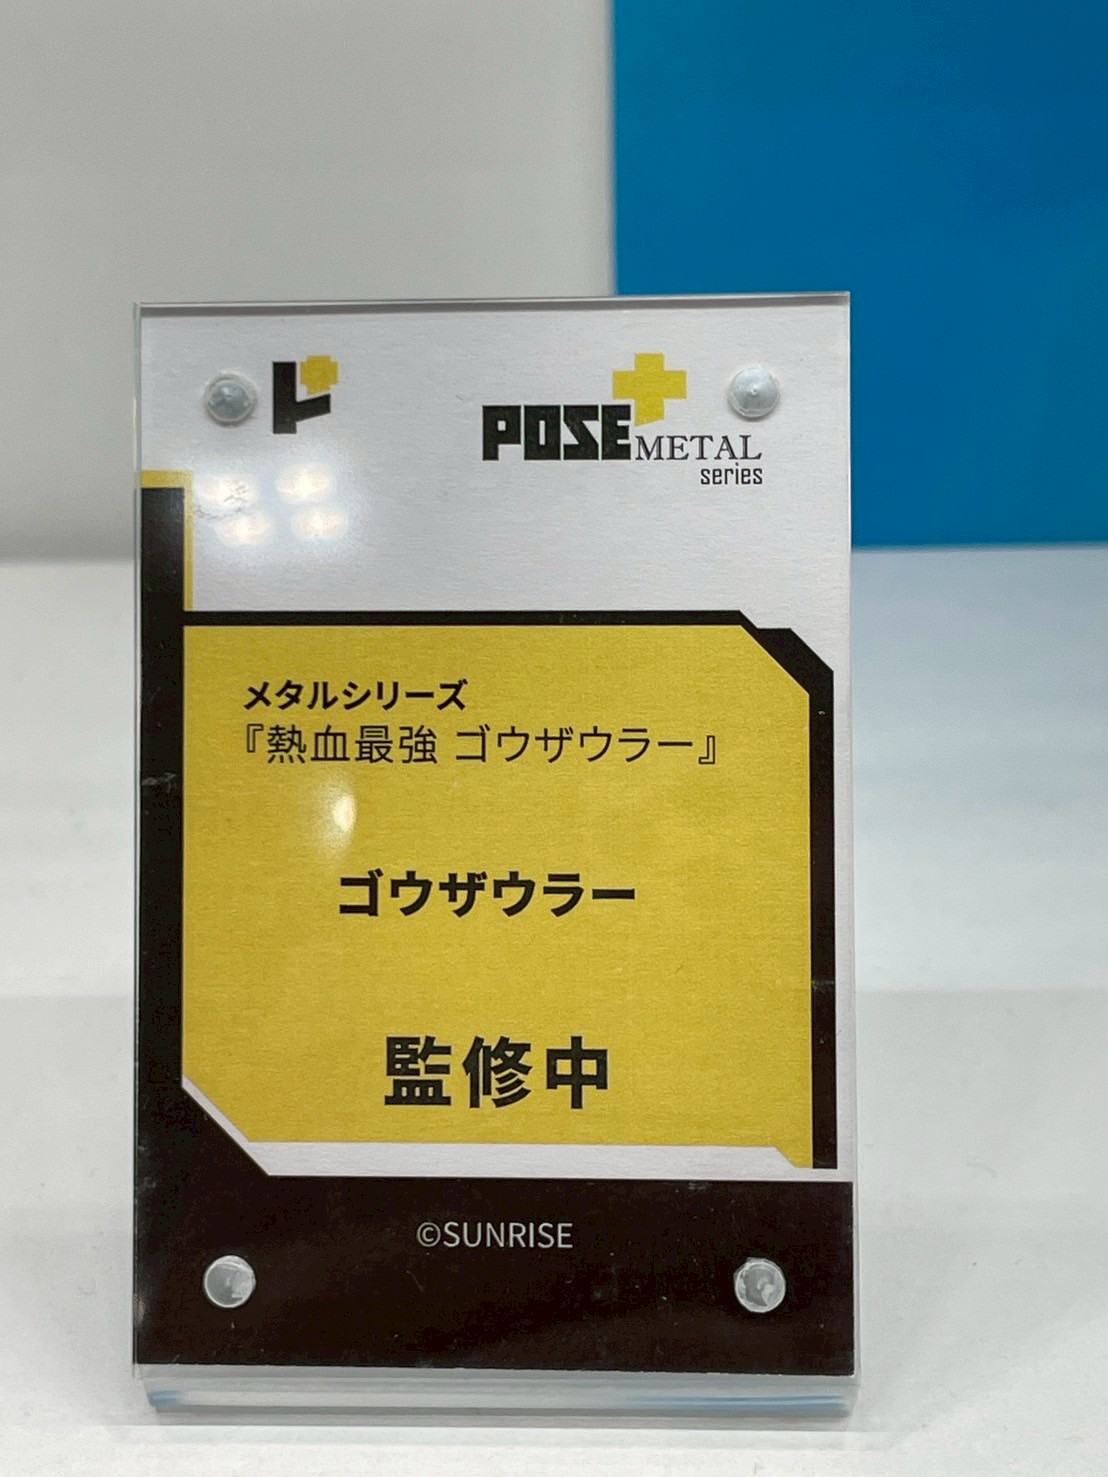 POSE+ METAL
series
メタルシリーズ
『熱血最強 ゴウザウラー』
ゴウザウラー
監修中
©SUNRISE